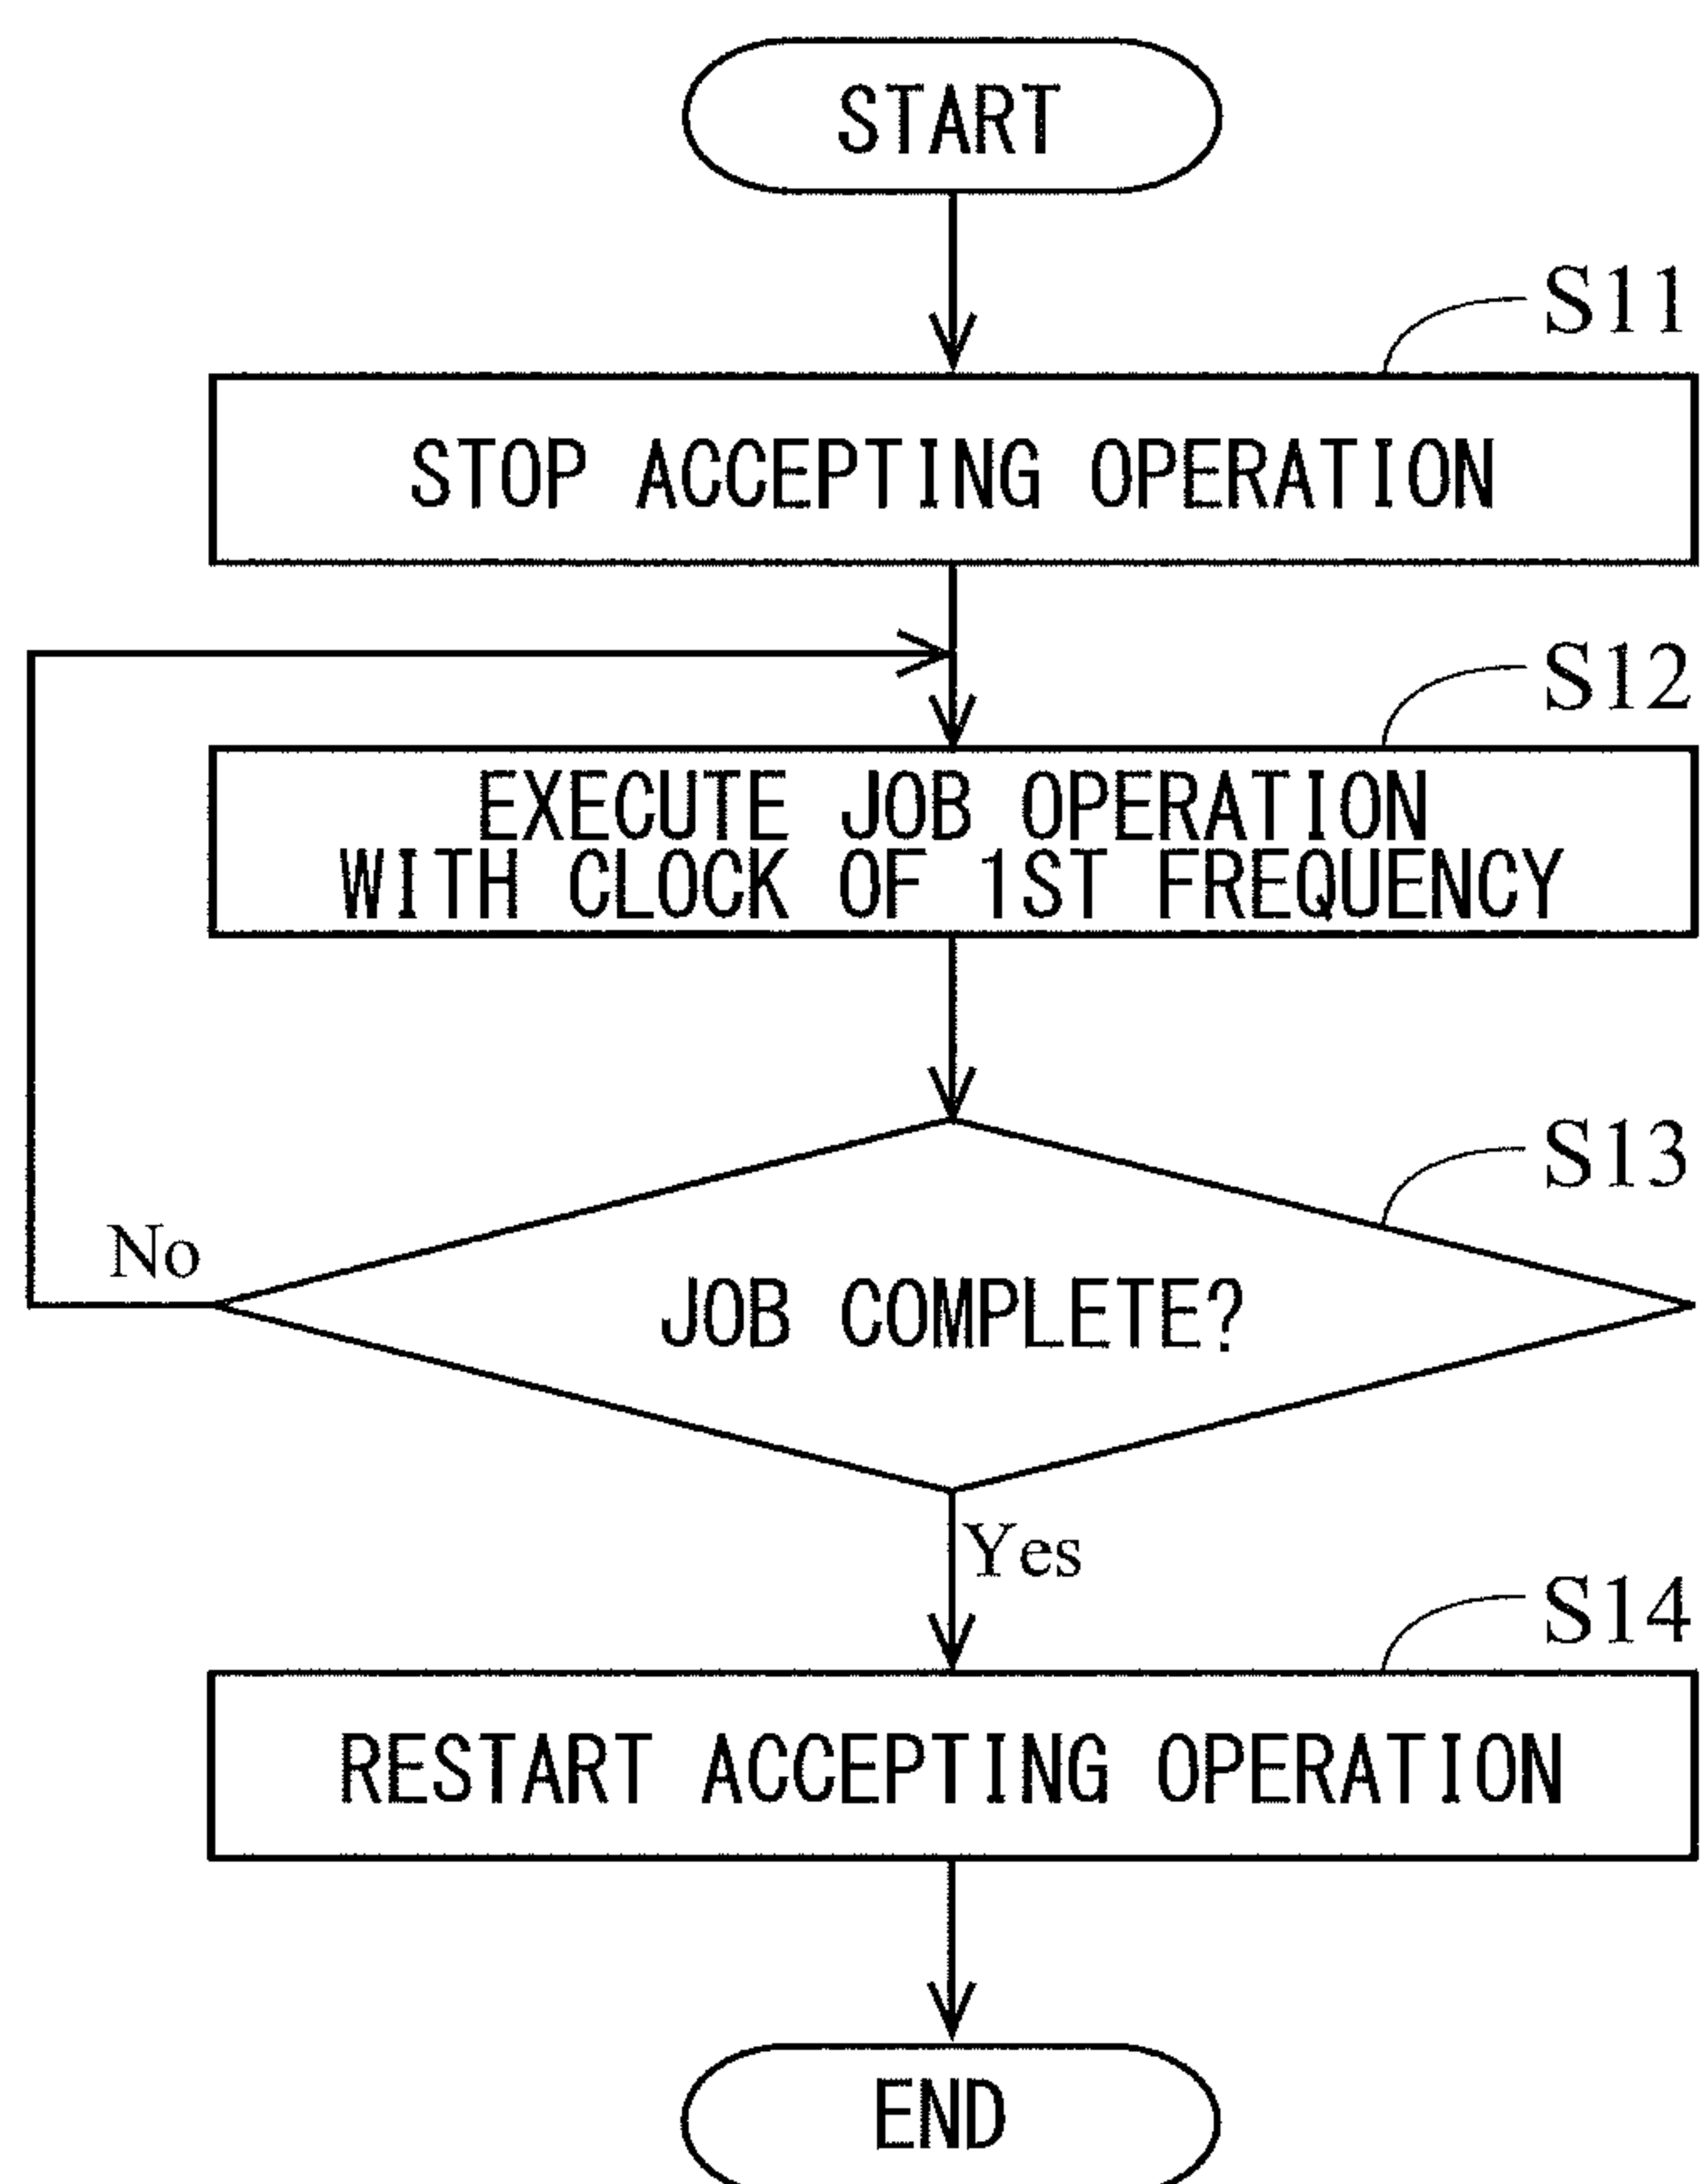 START
S11
STOP ACCEPTING OPERATION
S12
EXECUTE JOB OPERATION
WITH CLOCK OF 1ST FREQUENCY
S13
No
JOB COMPLETE?
Yes
S14
RESTART ACCEPTING OPERATION
END